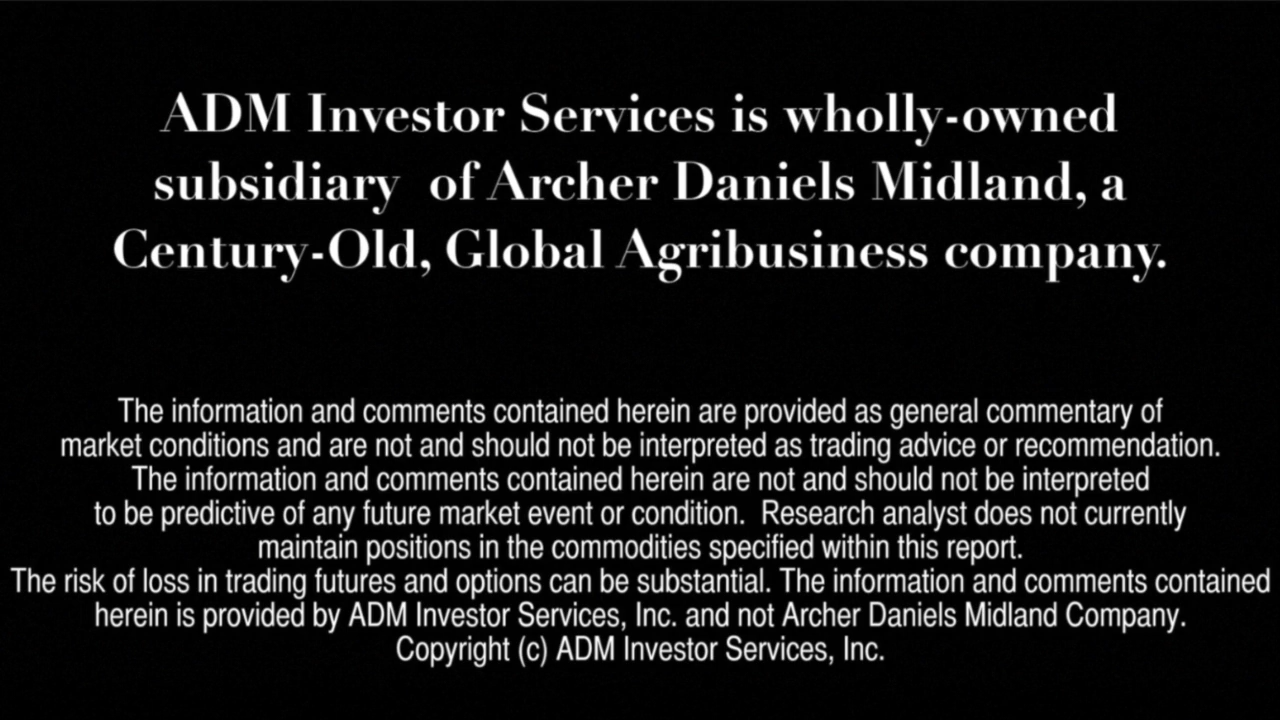 ADM Investor Services is wholly-owned
subsidiary of Archer Daniels Midland, a
Century-Old, Global Agribusiness company.
The information and comments contained herein are provided as general commentary of
market conditions and are not and should not be interpreted as trading advice or recommendation.
The information and comments contained herein are not and should not be interpreted
to be predictive of any future market event or condition. Research analyst does not currently
maintain positions in the commodities specified within this report.
The risk of loss in trading futures and options can be substantial. The information and comments contained
herein is provided by ADM Investor Services, Inc. and not Archer Daniels Midland Company.
Copyright (c) ADM Investor Services, Inc.